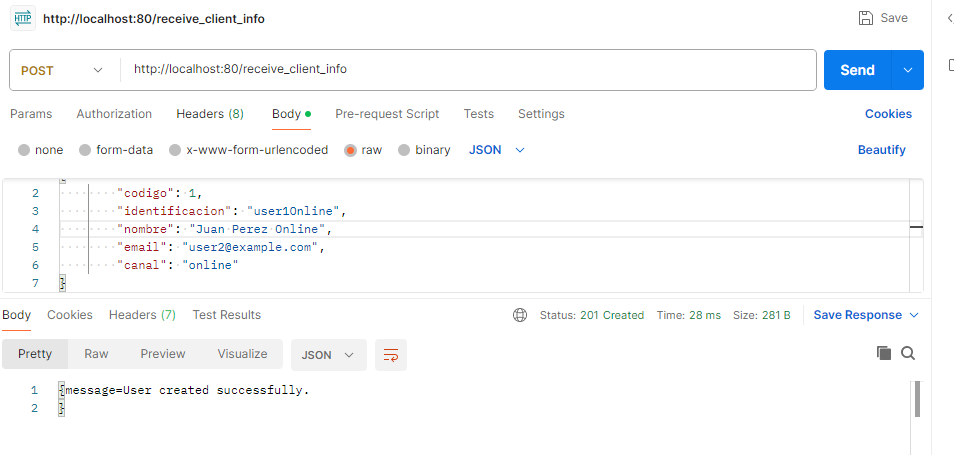 HTTP http://localhost:80/receive_client_info Save
POST http://localhost:80/receive_client_info Send
Params Authorization Headers (8) Body Pre-request Script Tests Settings Cookies
none form-data x-www-form-urlencoded raw binary JSON Beautify
2 "codigo": 1,
3 "identificacion": "user1Online",
4 "nombre": "Juan Perez Online",
5 "email": "user2@example.com",
6 "canal": "online"
7 }
Body Cookies Headers (7) Test Results Status: 201 Created Time: 28 ms Size: 281 B Save Response
Pretty Raw Preview Visualize JSON
1 {message=User created successfully.
2 }